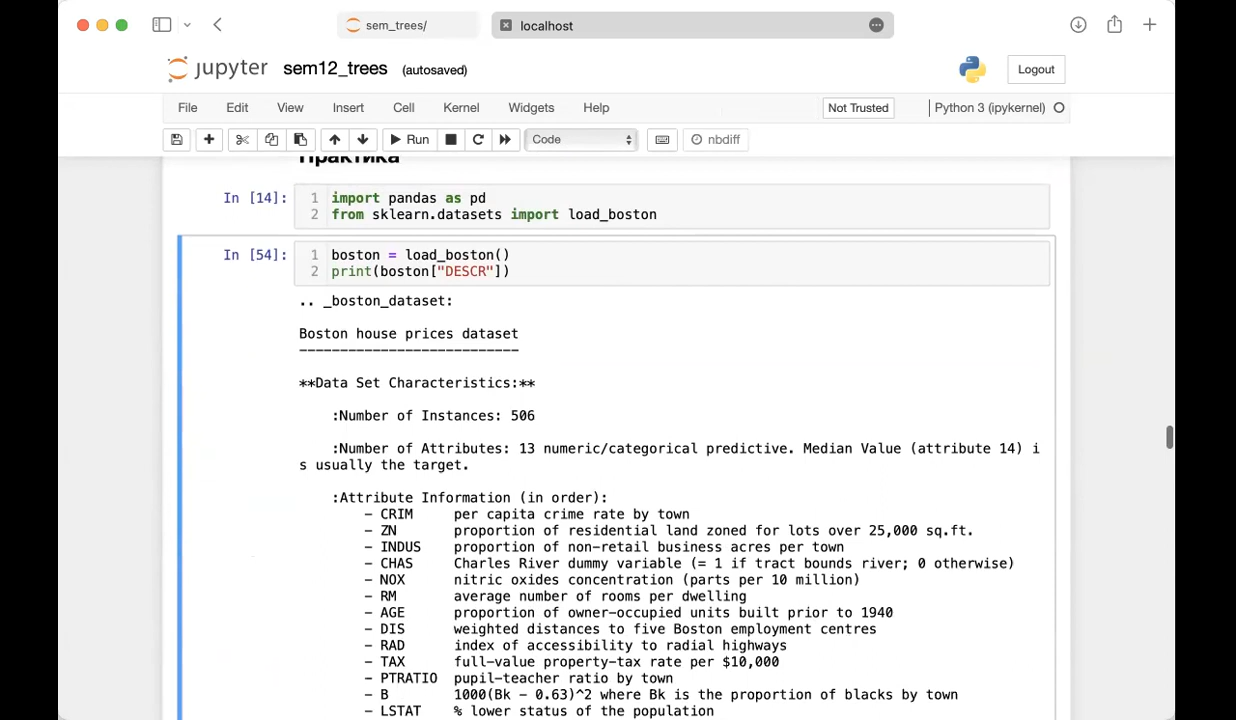 sem_trees/
localhost
jupyter sem12_trees (autosaved)
Logout
File Edit View Insert Cell Kernel Widgets Help
Not Trusted
Python 3 (ipykernel)
Run
Code
nbdiff
Практика
In [14]:
1 import pandas as pd
2 from sklearn.datasets import load_boston
In [54]:
1 boston = load_boston()
2 print(boston["DESCR"])
.. _boston_dataset:
Boston house prices dataset
---------------------------
**Data Set Characteristics:**
:Number of Instances: 506
:Number of Attributes: 13 numeric/categorical predictive. Median Value (attribute 14) i
s usually the target.
:Attribute Information (in order):
- CRIM per capita crime rate by town
- ZN proportion of residential land zoned for lots over 25,000 sq.ft.
- INDUS proportion of non-retail business acres per town
- CHAS Charles River dummy variable (= 1 if tract bounds river; 0 otherwise)
- NOX nitric oxides concentration (parts per 10 million)
- RM average number of rooms per dwelling
- AGE proportion of owner-occupied units built prior to 1940
- DIS weighted distances to five Boston employment centres
- RAD index of accessibility to radial highways
- TAX full-value property-tax rate per $10,000
- PTRATIO pupil-teacher ratio by town
- B 1000(Bk - 0.63)^2 where Bk is the proportion of blacks by town
- LSTAT % lower status of the population